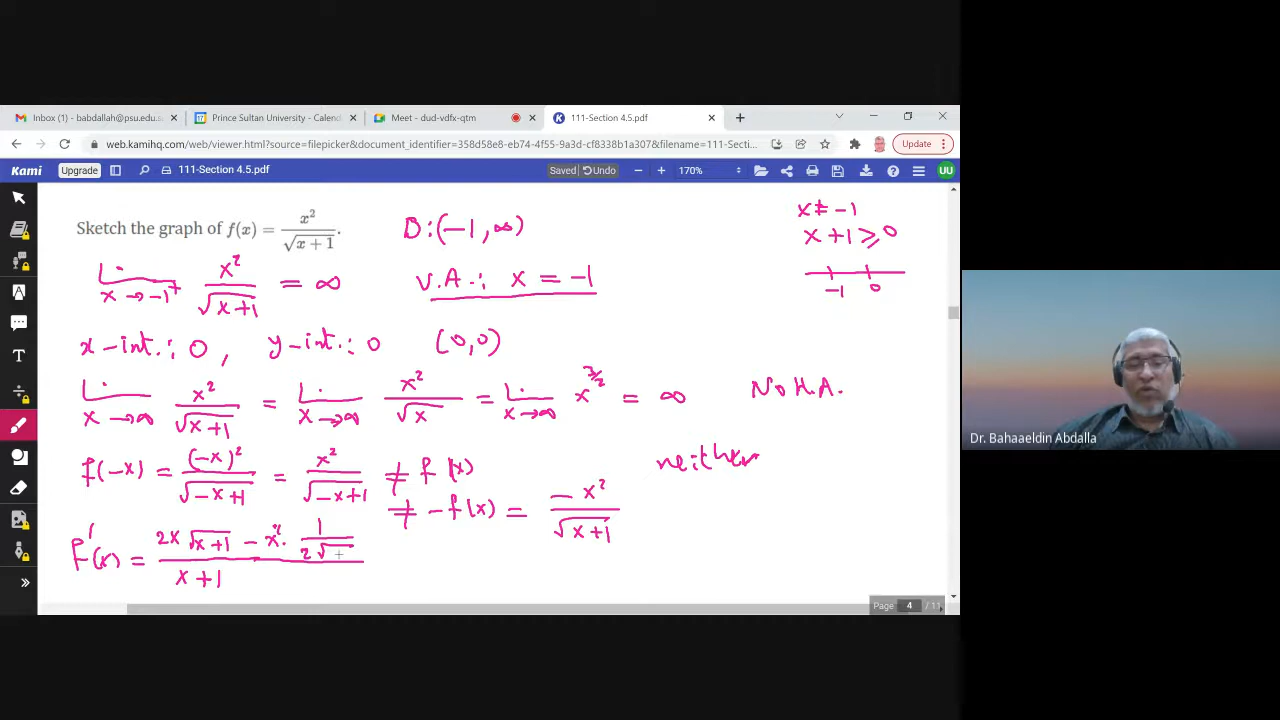 Inbox (1) - babdallah@psu.edu.s
Prince Sultan University - Calend
Meet - dud-vdfx-qtm
111-Section 4.5.pdf
web.kamihq.com/web/viewer.html?source=filepicker&document_identifier=358d58e8-eb74-4f55-9a3d-cf8338b1a307&filename=111-Secti...
Update
Kami
Upgrade
111-Section 4.5.pdf
Saved
Undo
170%
UU
Sketch the graph of f(x) = x²/√(x + 1).
D: (-1, ∞)
x ≠ -1
x + 1 ≥ 0
-1 0
Lim x→-1⁺ x²/√(x+1) = ∞
V.A.: x = -1
x-int.: 0, y-int.: 0 (0,0)
Lim x→∞ x²/√(x+1) = Lim x→∞ x²/√x = Lim x→∞ x^(3/2) = ∞ No H.A.
f(-x) = (-x)²/√(-x+1) = x²/√(-x+1) ≠ f(x) neither
≠ -f(x) = -x²/√(x+1)
f'(x) = (2x √(x+1) - x² · 1/(2√))/(x+1)
Page 4 / 11
Dr. Bahaaeldin Abdalla